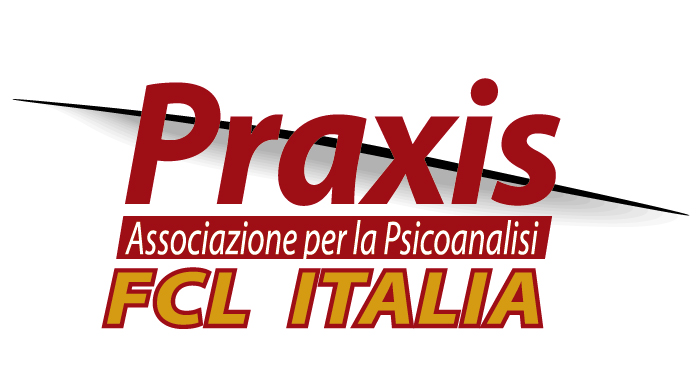 Praxis
Associazione per la Psicoanalisi
FCL ITALIA